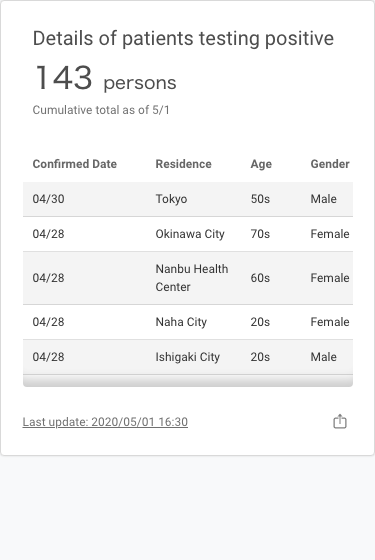 Details of patients testing positive
143 persons
Cumulative total as of 5/1
Confirmed Date Residence Age Gender
04/30 Tokyo 50s Male
04/28 Okinawa City 70s Female
04/28 Nanbu Health Center 60s Female
04/28 Naha City 20s Female
04/28 Ishigaki City 20s Male
Last update: 2020/05/01 16:30